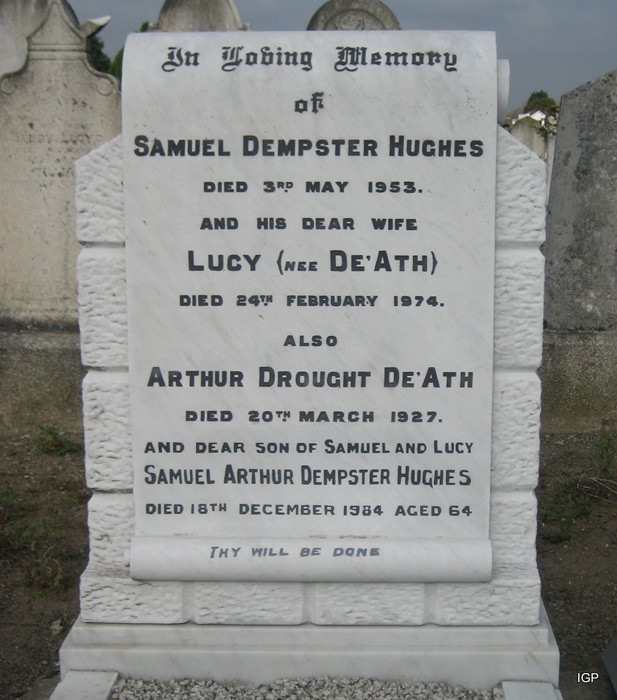 In Loving Memory
of
SAMUEL DEMPSTER HUGHES
DIED 3RD MAY 1953.
AND HIS DEAR WIFE
LUCY (NEE DE'ATH)
DIED 24TH FEBRUARY 1974.
ALSO
ARTHUR DROUGHT DE'ATH
DIED 20TH MARCH 1927.
AND DEAR SON OF SAMUEL AND LUCY
SAMUEL ARTHUR DEMPSTER HUGHES
DIED 18TH DECEMBER 1984 AGED 64
THY WILL BE DONE
IGP